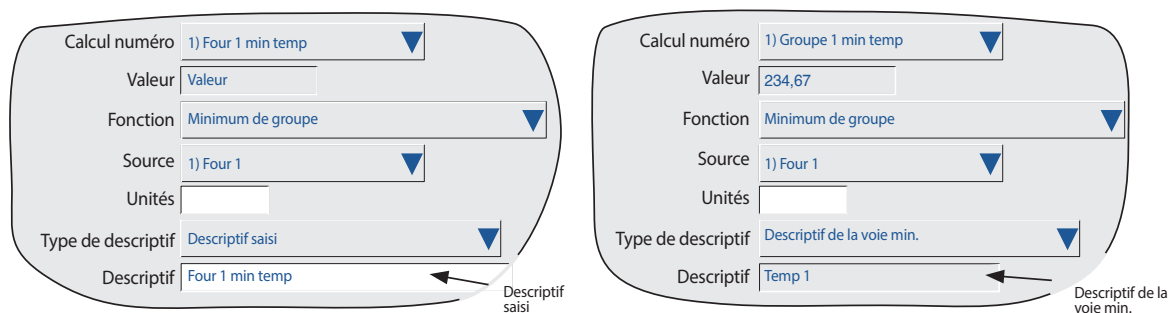 Calcul numéro 1) Four 1 min temp
Valeur Valeur
Fonction Minimum de groupe
Source 1) Four 1
Unités
Type de descriptif Descriptif saisi
Descriptif Four 1 min temp
Descriptif
saisi
Calcul numéro 1) Groupe 1 min temp
Valeur 234,67
Fonction Minimum de groupe
Source 1) Four 1
Unités
Type de descriptif Descriptif de la voie min.
Descriptif Temp 1
Descriptif de la
voie min.